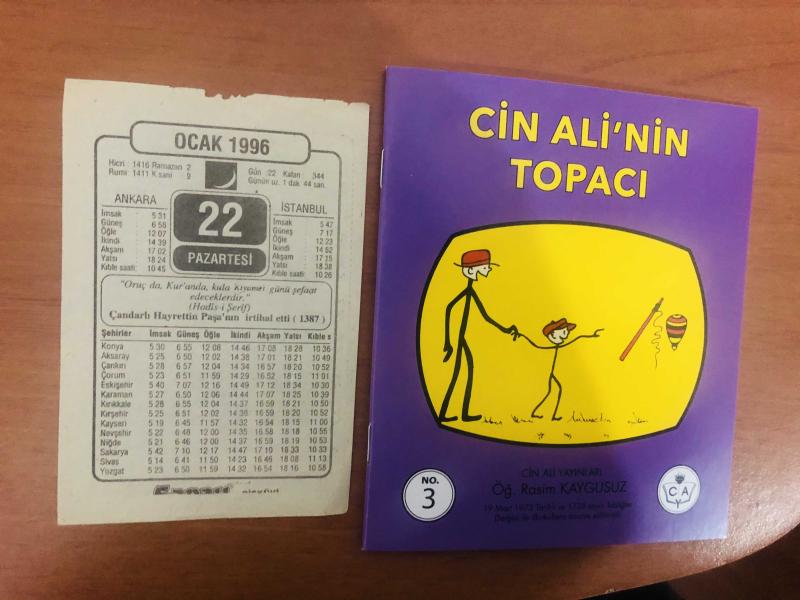 OCAK 1996
Hicri : 1416 Ramazan 2
Rumi : 1411 K.sani 9
Gün :22 Kalan : 344
Günün uz. 1 dak. 44 san.
ANKARA
İmsak 5 31
Güneş 6 55
Öğle 12 07
İkindi 14 39
Akşam 17 02
Yatsı 18 24
Kıble saati: 10 45
22
PAZARTESİ
İSTANBUL
İmsak 5 47
Güneş 7 17
Öğle 12 23
İkindi 14 52
Akşam 17 15
Yatsı 18 38
Kıble saati: 10 26
"Oruç da, Kur'anda, kula Kıyamet günü şefaat
edeceklerdir."
(Hadis-i Şerif)
Çandarlı Hayrettin Paşa'nın irtihal etti ( 1387 )
Şehirler İmsak Güneş Öğle İkindi Akşam Yatsı Kıble s
Konya 5 30 6 55 12 08 14 46 17 08 18 28 10 36
Aksaray 5 25 6 50 12 02 14 38 17 01 18 21 10 49
Çankırı 5 28 6 57 12 04 14 34 16 57 18 20 10 52
Çorum 5 23 6 51 11 59 14 29 16 52 18 15 11 01
Eskişehir 5 40 7 07 12 16 14 49 17 12 18 34 10 30
Karaman 5 27 6 50 12 06 14 44 17 07 18 25 10 39
Kırıkkale 5 28 6 55 12 04 14 37 16 59 18 21 10 50
Kırşehir 5 25 6 51 12 02 14 36 16 59 18 20 10 52
Kayseri 5 19 6 45 11 57 14 32 16 54 18 15 11 00
Nevşehir 5 22 6 48 12 00 14 35 16 58 18 18 10 55
Niğde 5 21 6 46 12 00 14 37 16 59 18 19 10 53
Sakarya 5 42 7 10 12 17 14 47 17 10 18 33 10 33
Sivas 5 14 6 41 11 50 14 23 16 46 18 08 11 13
Yozgat 5 23 6 50 11 59 14 32 16 54 18 16 10 58
CİN ALİ'NİN
TOPACI
NO.
3
CİN ALİ YAYINLARI
Öğ. Rasim KAYGUSUZ
C A
Y